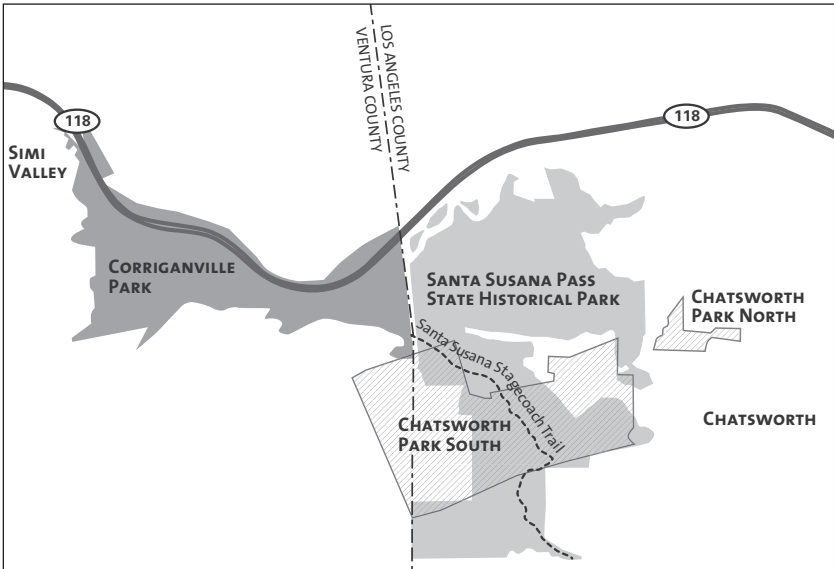 LOS ANGELES COUNTY
VENTURA COUNTY
118
118
SIMI
VALLEY
CORRIGANVILLE
PARK
SANTA SUSANA PASS
STATE HISTORICAL PARK
CHATSWORTH
PARK NORTH
Santa Susana Stagecoach Trail
CHATSWORTH
PARK SOUTH
CHATSWORTH